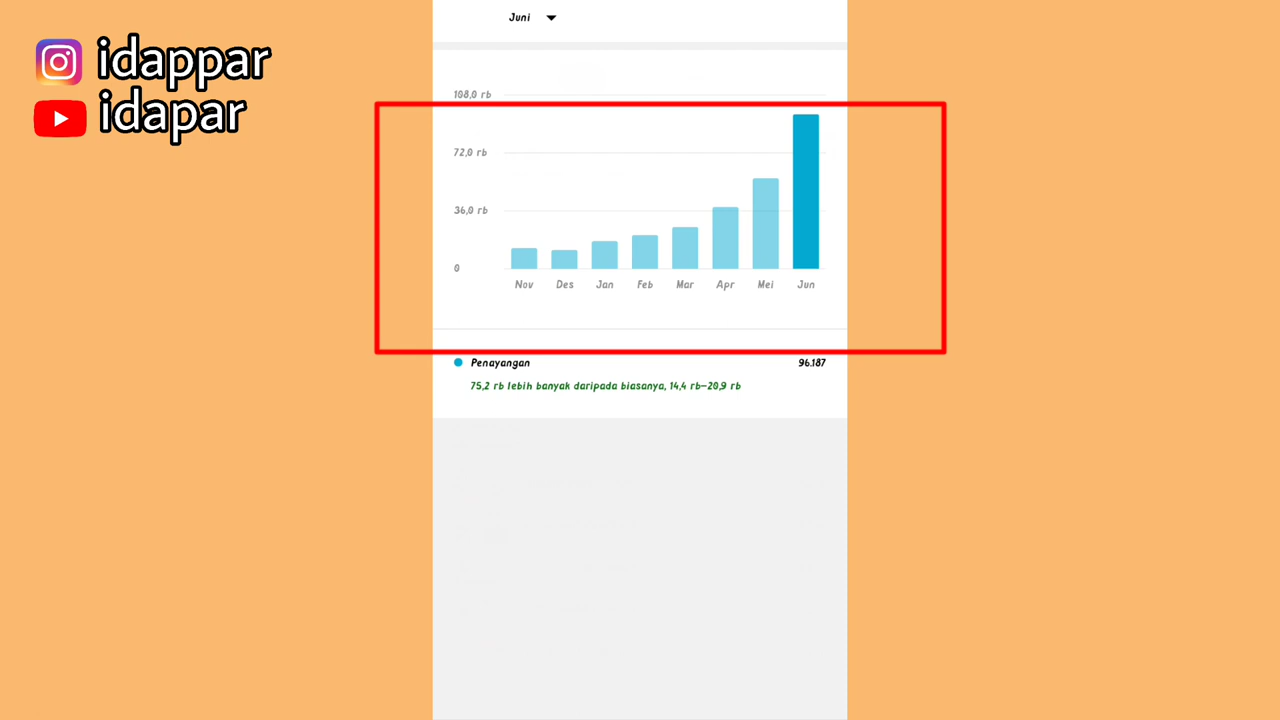 idappar
idapar
Juni
108,0 rb
72,0 rb
36,0 rb
0
Nov Des Jan Feb Mar Apr Mei Jun
Penayangan 96.187
75,2 rb lebih banyak daripada biasanya, 14,4 rb–20,9 rb